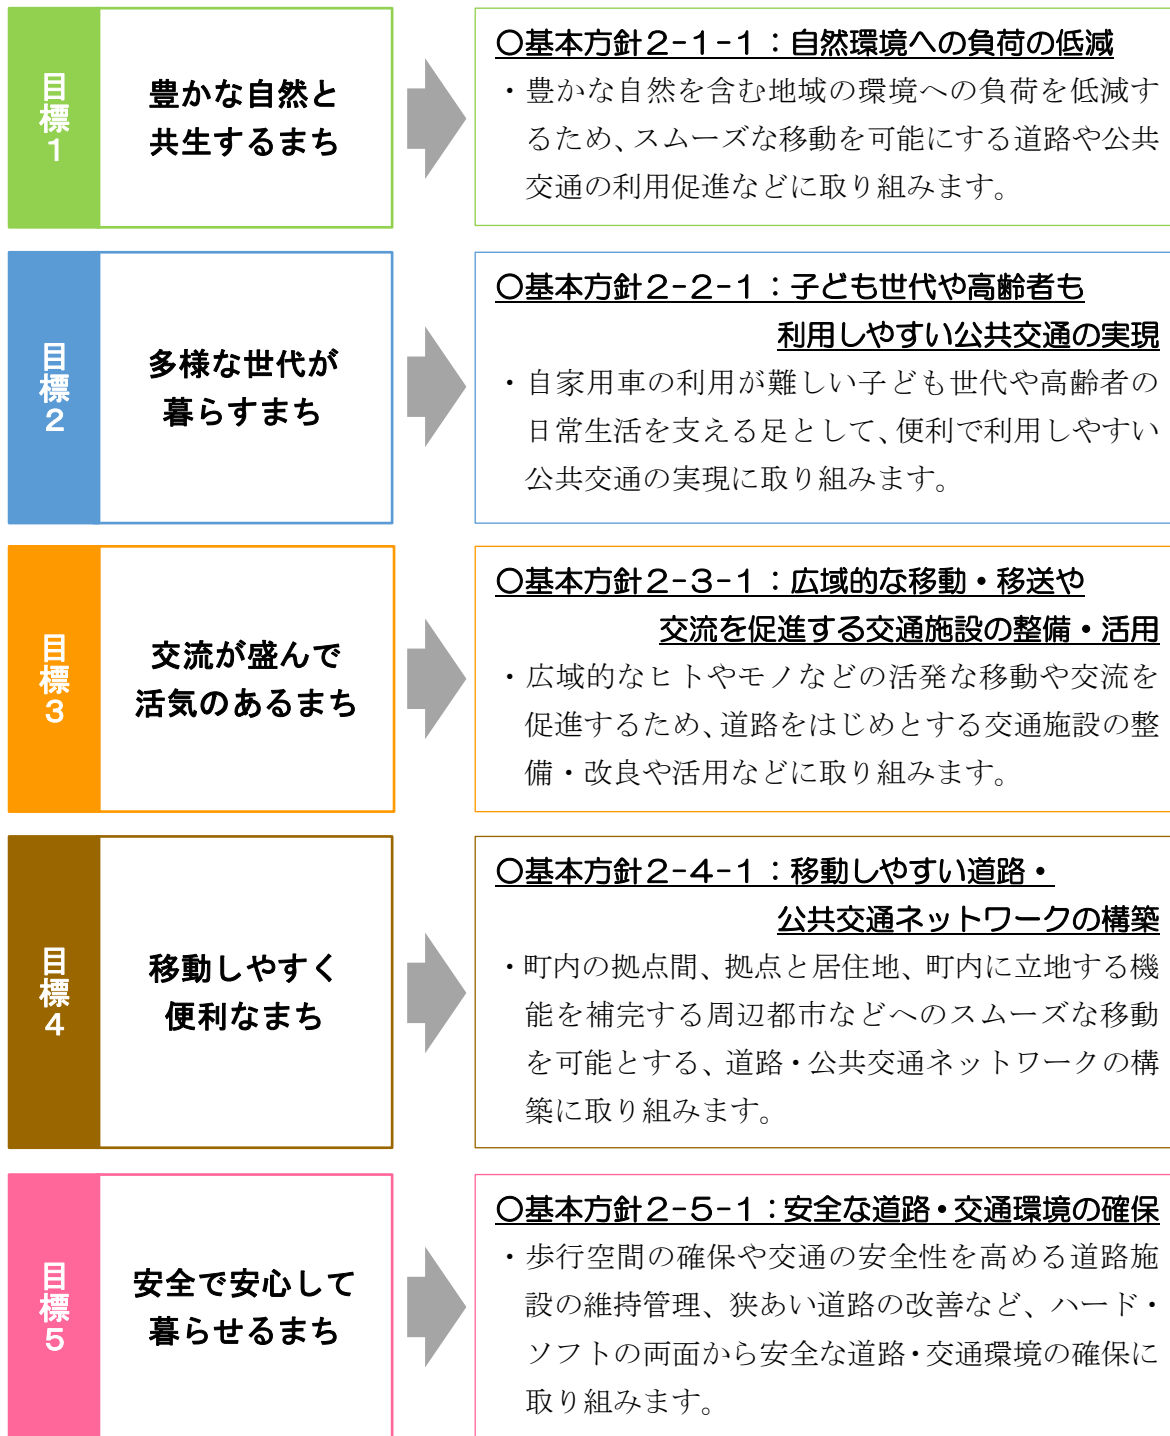 目標1
豊かな自然と
共生するまち
○基本方針2-1-1：自然環境への負荷の低減
・豊かな自然を含む地域の環境への負荷を低減す
るため、スムーズな移動を可能にする道路や公共
交通の利用促進などに取り組みます。
目標2
多様な世代が
暮らすまち
○基本方針2-2-1：子ども世代や高齢者も
利用しやすい公共交通の実現
・自家用車の利用が難しい子ども世代や高齢者の
日常生活を支える足として、便利で利用しやすい
公共交通の実現に取り組みます。
目標3
交流が盛んで
活気のあるまち
○基本方針2-3-1：広域的な移動・移送や
交流を促進する交通施設の整備・活用
・広域的なヒトやモノなどの活発な移動や交流を
促進するため、道路をはじめとする交通施設の整
備・改良や活用などに取り組みます。
目標4
移動しやすく
便利なまち
○基本方針2-4-1：移動しやすい道路・
公共交通ネットワークの構築
・町内の拠点間、拠点と居住地、町内に立地する機
能を補完する周辺都市などへのスムーズな移動
を可能とする、道路・公共交通ネットワークの構
築に取り組みます。
目標5
安全で安心して
暮らせるまち
○基本方針2-5-1：安全な道路・交通環境の確保
・歩行空間の確保や交通の安全性を高める道路施
設の維持管理、狭あい道路の改善など、ハード・
ソフトの両面から安全な道路・交通環境の確保に
取り組みます。